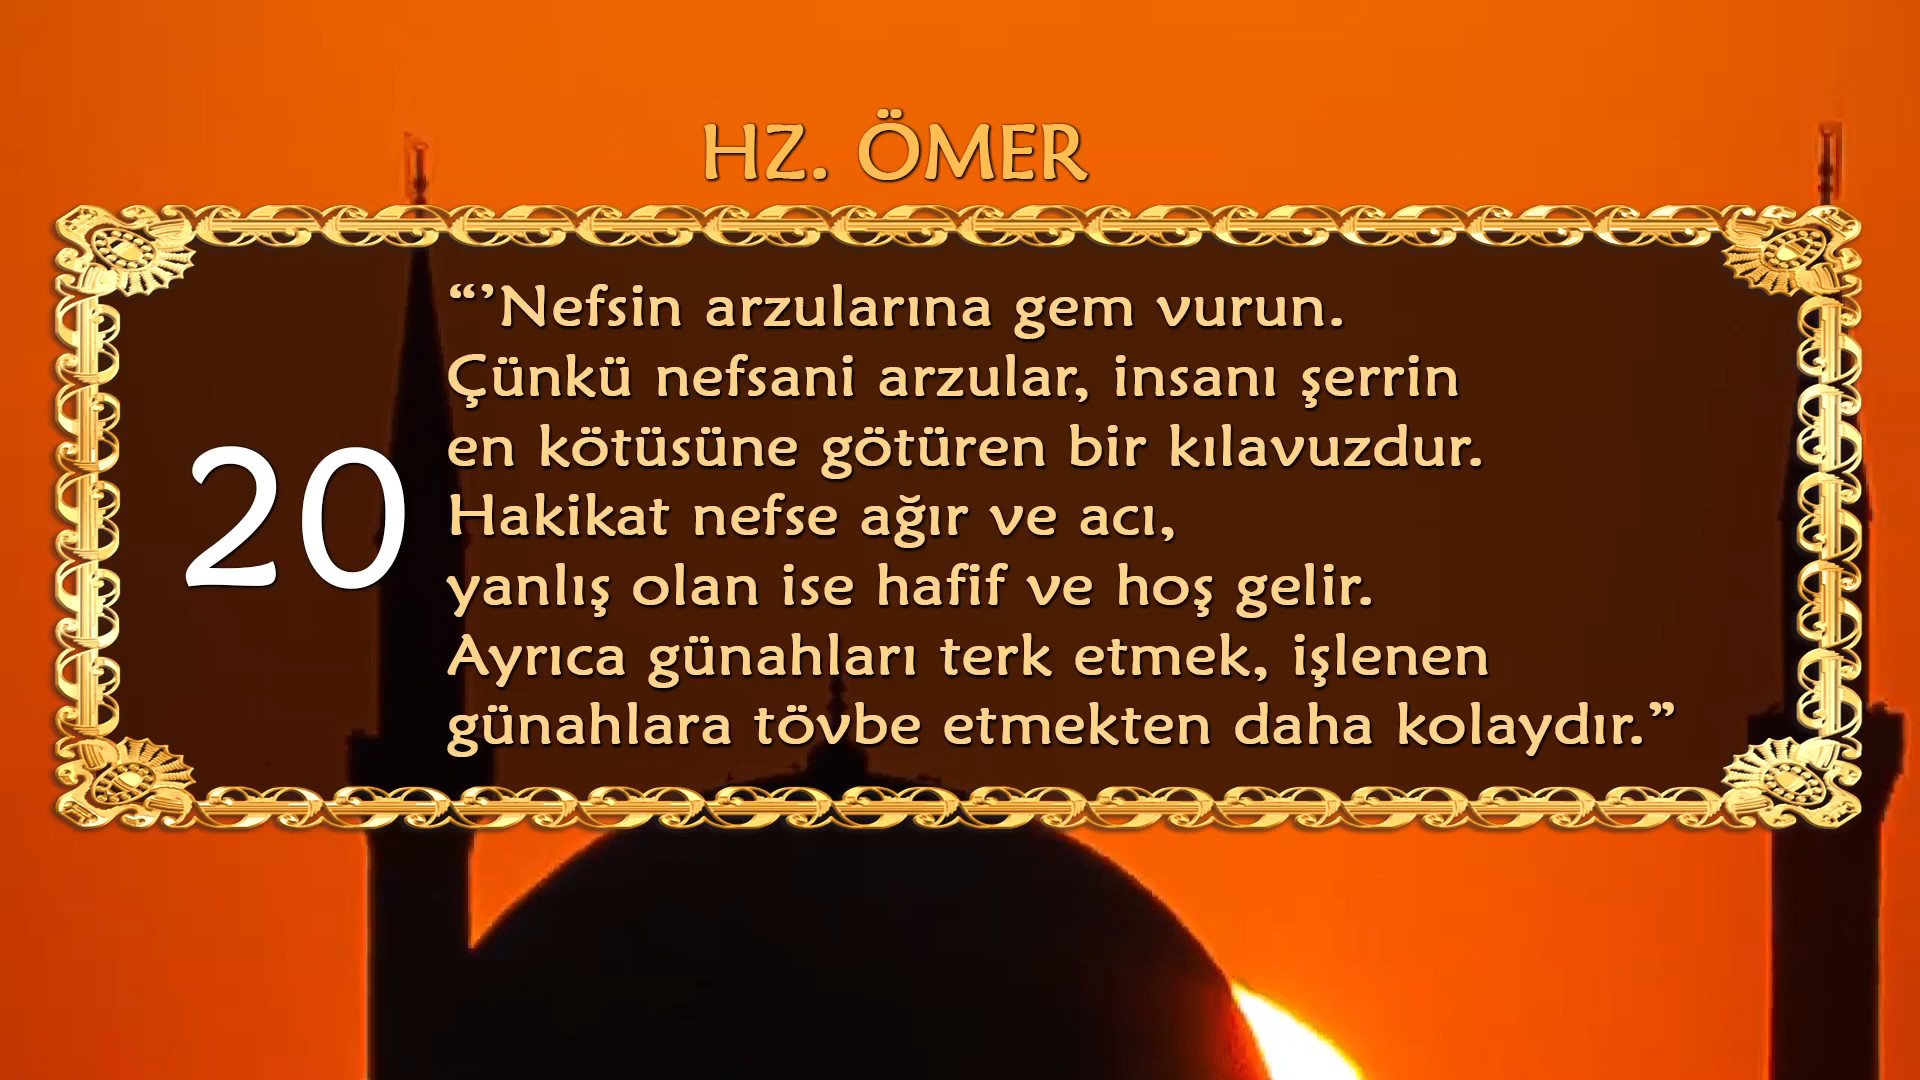 HZ. ÖMER
20
“’Nefsin arzularına gem vurun.
Çünkü nefsani arzular, insanı şerrin
en kötüsüne götüren bir kılavuzdur.
Hakikat nefse ağır ve acı,
yanlış olan ise hafif ve hoş gelir.
Ayrıca günahları terk etmek, işlenen
günahlara tövbe etmekten daha kolaydır.”